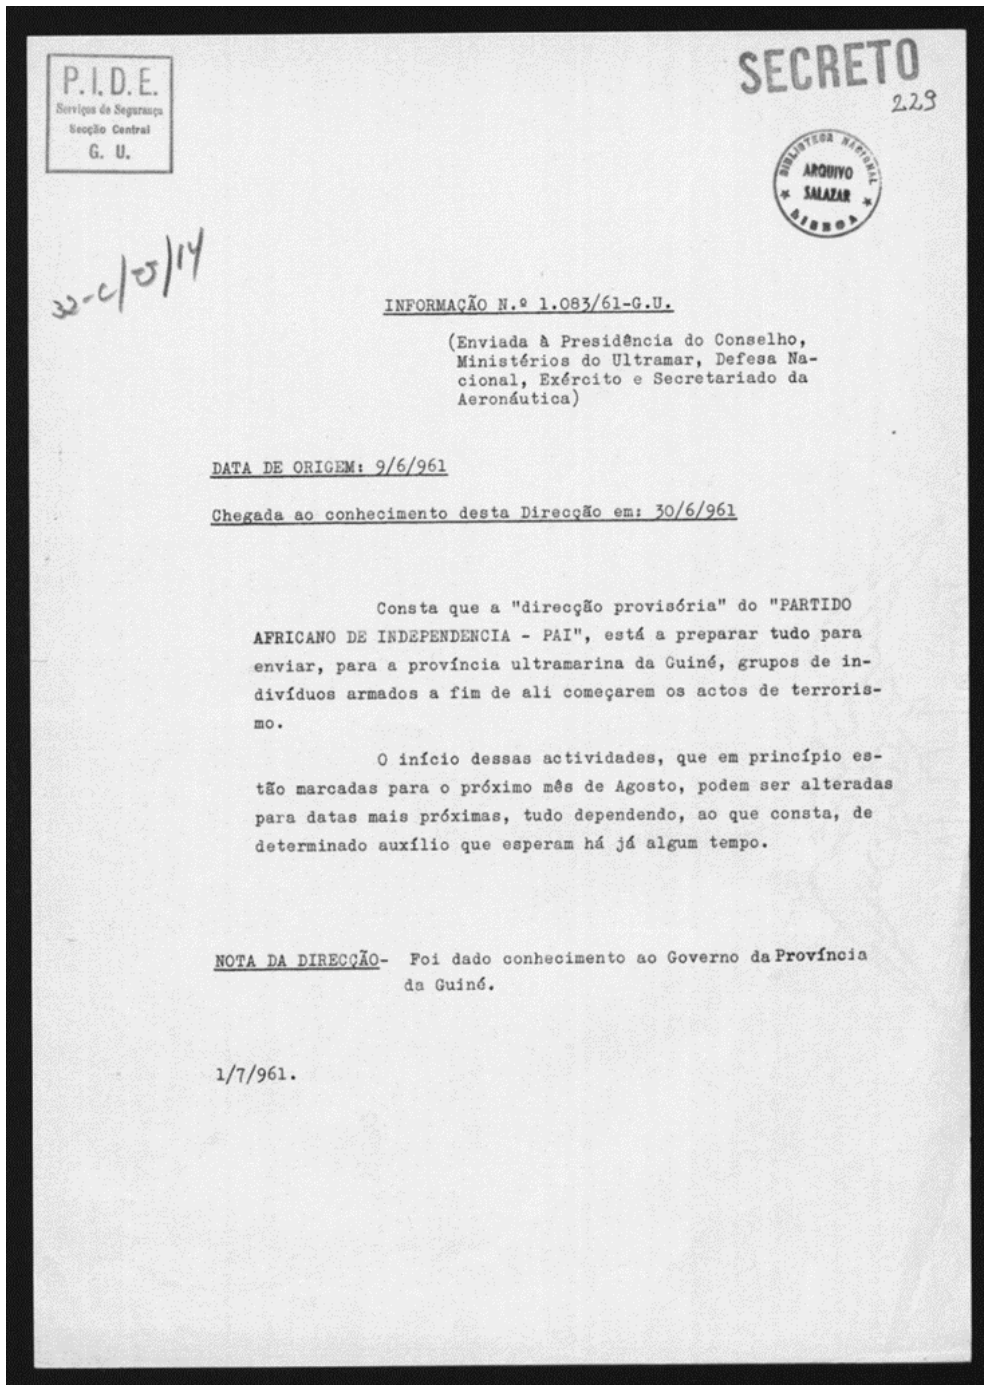 P.I.D.E.
Serviços de Segurança
Secção Central
G. U.
SECRETO
229
BIBLIOTECA NACIONAL
ARQUIVO
SALAZAR
LISBOA
INFORMAÇÃO N.º 1.083/61-G.U.
(Enviada à Presidência do Conselho,
Ministérios do Ultramar, Defesa Na-
cional, Exército e Secretariado da
Aeronáutica)
DATA DE ORIGEM: 9/6/961
Chegada ao conhecimento desta Direcção em: 30/6/961
Consta que a "direcção provisória" do "PARTIDO
AFRICANO DE INDEPENDENCIA - PAI", está a preparar tudo para
enviar, para a província ultramarina da Guiné, grupos de in-
divíduos armados a fim de ali começarem os actos de terroris-
mo.
O início dessas actividades, que em princípio es-
tão marcadas para o próximo mês de Agosto, podem ser alteradas
para datas mais próximas, tudo dependendo, ao que consta, de
determinado auxílio que esperam há já algum tempo.
NOTA DA DIRECÇÃO- Foi dado conhecimento ao Governo da Província
da Guiné.
1/7/961.